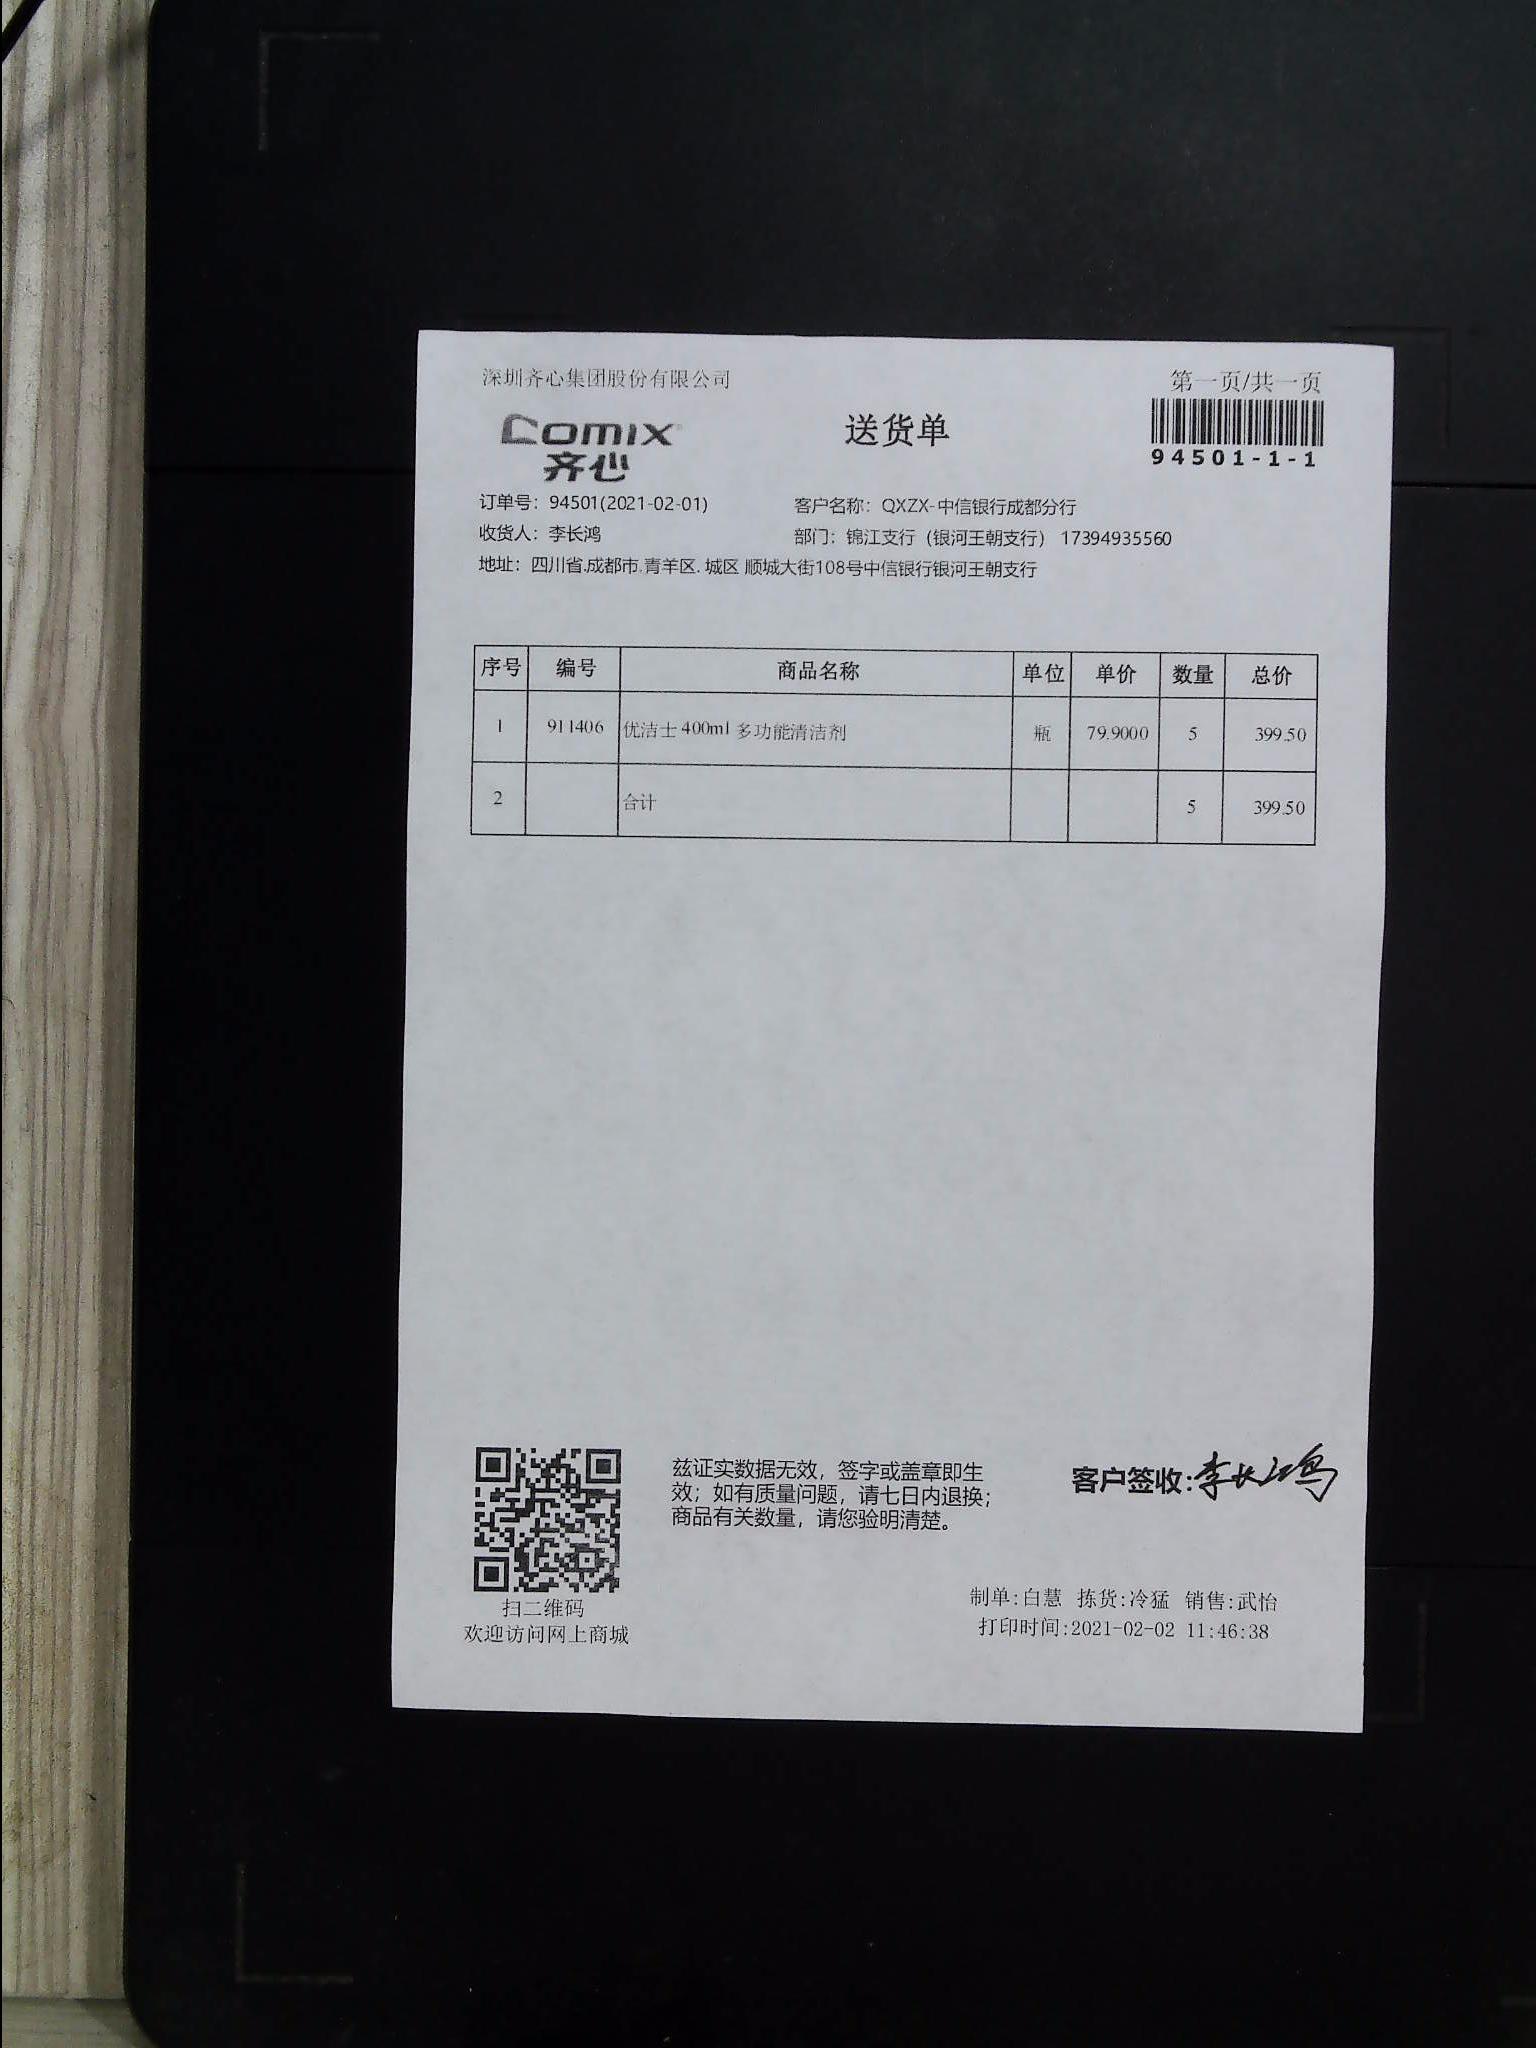 深圳齐心集团股份有限公司
第一页/共一页
comix
齐心
送货单
94501-1-1
订单号：94501(2021-02-01)
客户名称：QXZX-中信银行成都分行
收货人：李长鸿
部门：锦江支行（银河王朝支行） 17394935560
地址：四川省.成都市.青羊区. 城区 顺城大街108号中信银行银河王朝支行
序号 编号 商品名称 单位 单价 数量 总价
1 911406 优洁士 400ml 多功能清洁剂 瓶 79.9000 5 399.50
2 合计 5 399.50
兹证实数据无效，签字或盖章即生
效；如有质量问题，请七日内退换；
商品有关数量，请您验明清楚。
客户签收:李长鸿
扫二维码
欢迎访问网上商城
制单:白慧 拣货:冷猛 销售:武怡
打印时间:2021-02-02 11:46:38